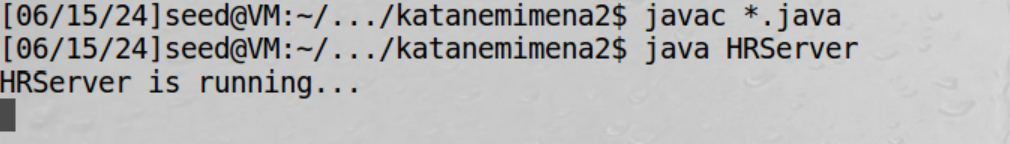 [06/15/24]seed@VM:~/.../katanemimena2$ javac *.java
[06/15/24]seed@VM:~/.../katanemimena2$ java HRServer
HRServer is running...